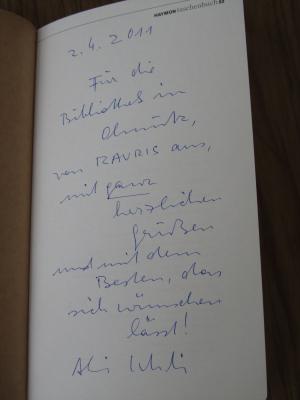 HAYMON taschenbuch 52
2. 4. 2011
Für die
Bibliothek in
Olmütz,
von RAURIS aus,
mit ganz
herzlichen
Grüßen
und mit dem
Besten, das
sich wünschen
lässt!